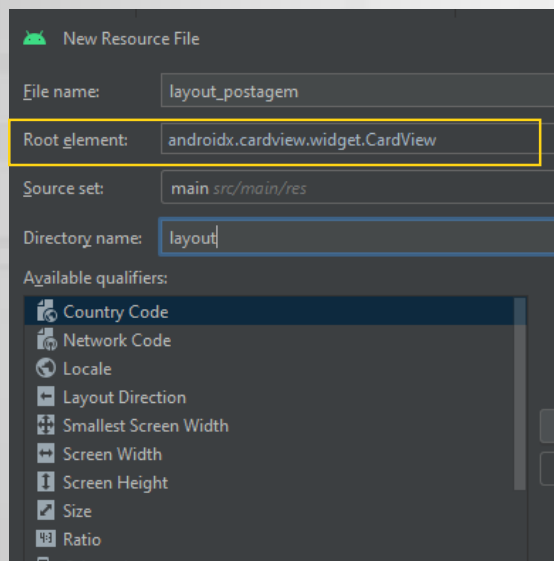 New Resource File
File name: layout_postagem
Root element: androidx.cardview.widget.CardView
Source set: main src/main/res
Directory name: layout
Available qualifiers:
Country Code
Network Code
Locale
Layout Direction
Smallest Screen Width
Screen Width
Screen Height
Size
Ratio